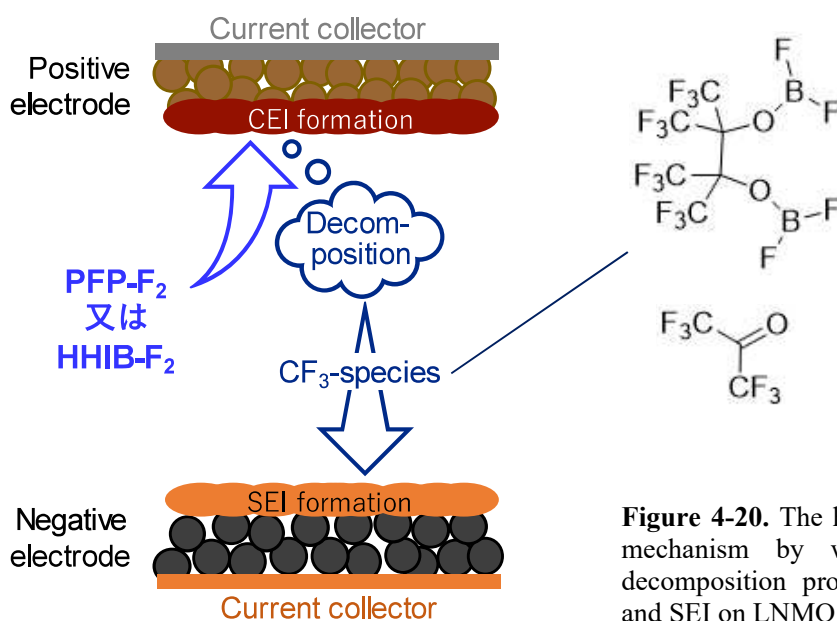 Current collector
Positive
electrode
CEI formation
Decom-
position
PFP-F₂
又は
HHIB-F₂
CF₃-species
SEI formation
Negative
electrode
Current collector
F
B
F
F₃C
O
F₃C
F₃C
O
F
F₃C
B
F
F₃C
O
CF₃
Figure 4-20. The
mechanism by
decomposition
and SEI on LNMO